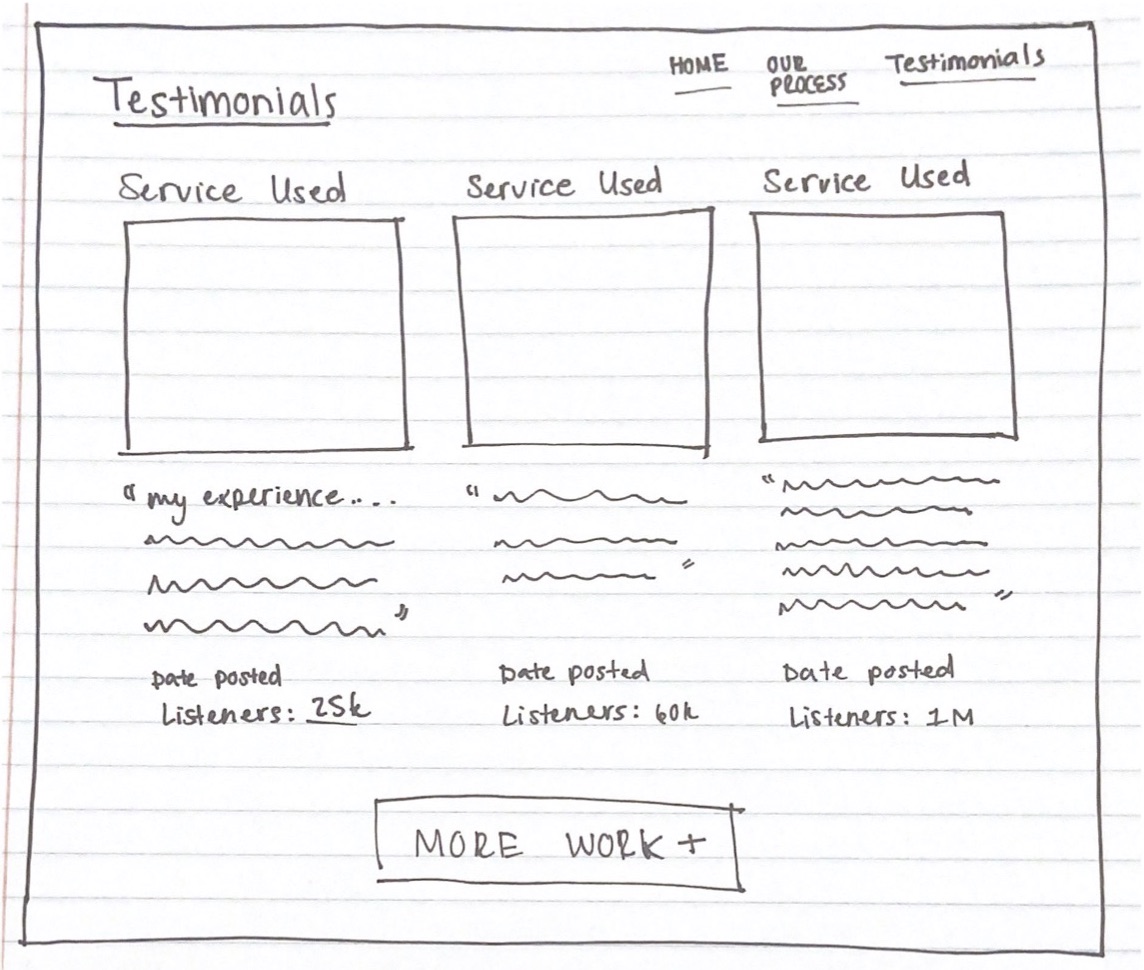 HOME OUR PROCESS Testimonials
Testimonials
Service Used Service Used Service Used
" my experience....
"
"
"
"
"
Date posted Date posted Date posted
Listeners: 25k Listeners: 60k Listeners: 1M
MORE WORK +